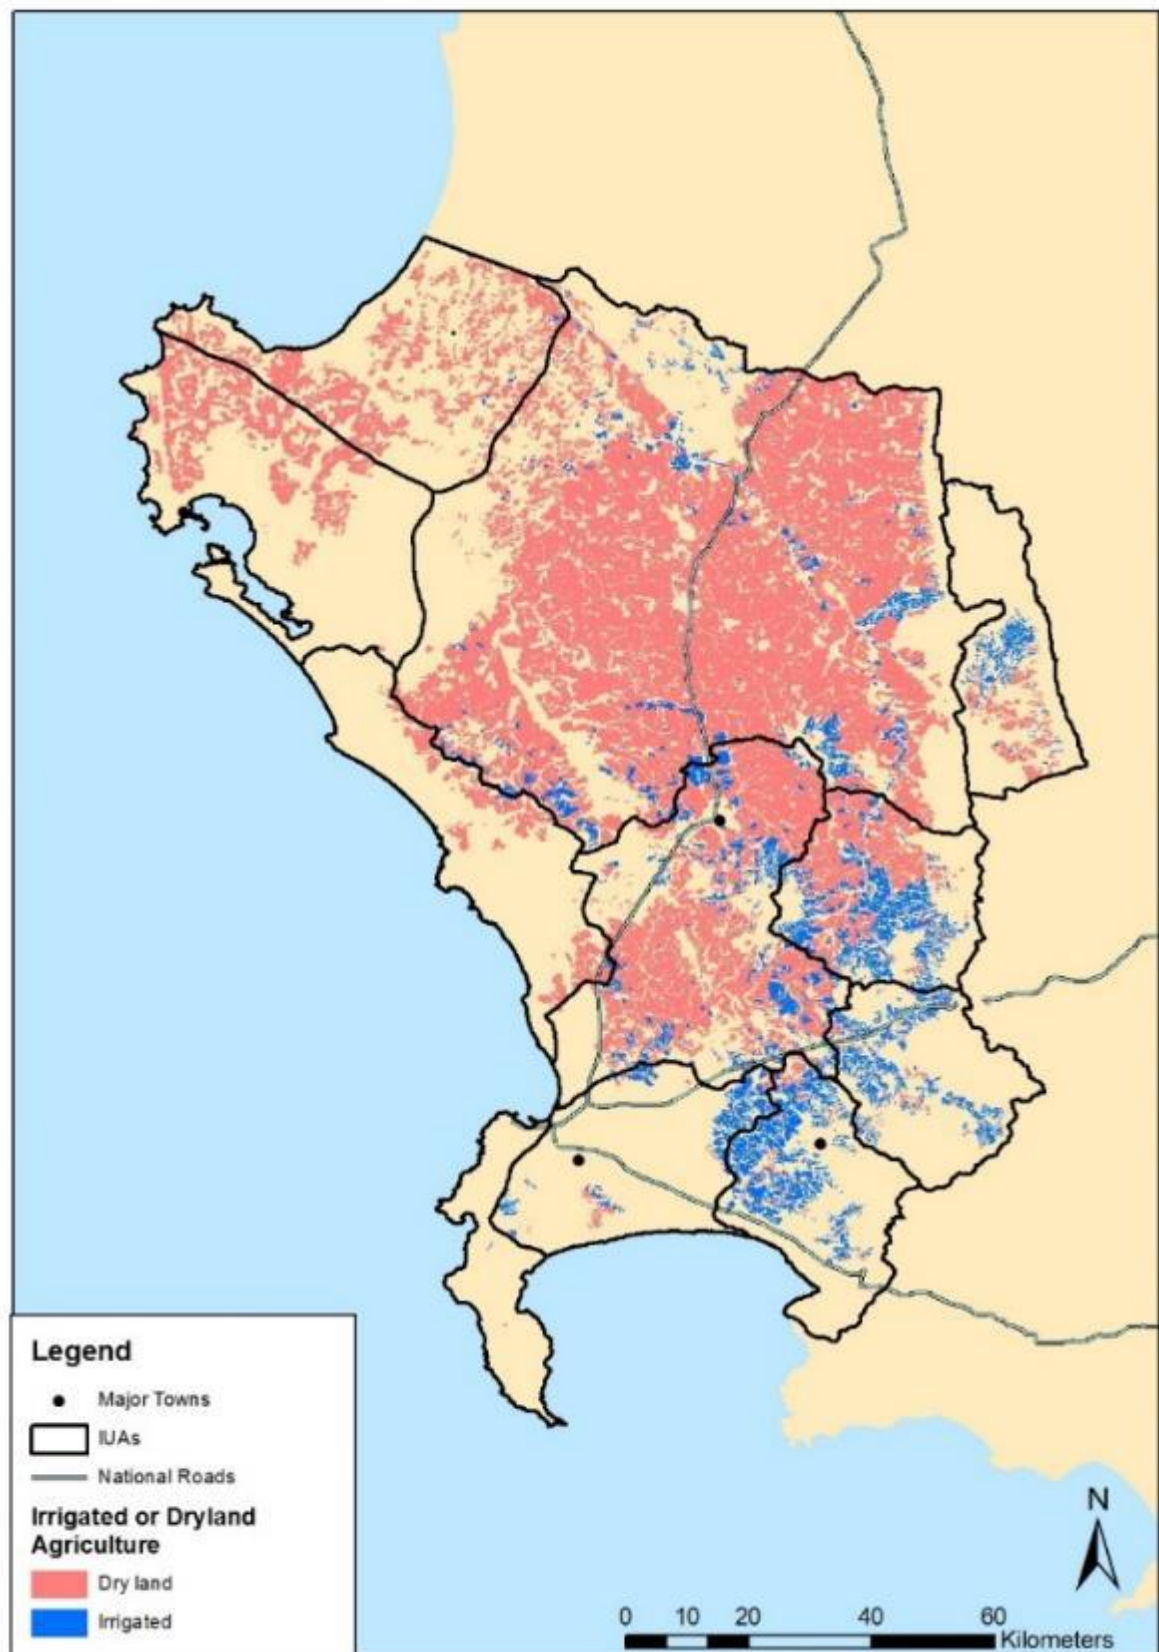 Legend
Major Towns
IUAs
National Roads
Irrigated or Dryland
Agriculture
Dry land
Irrigated
N
0 10 20 40 60
Kilometers